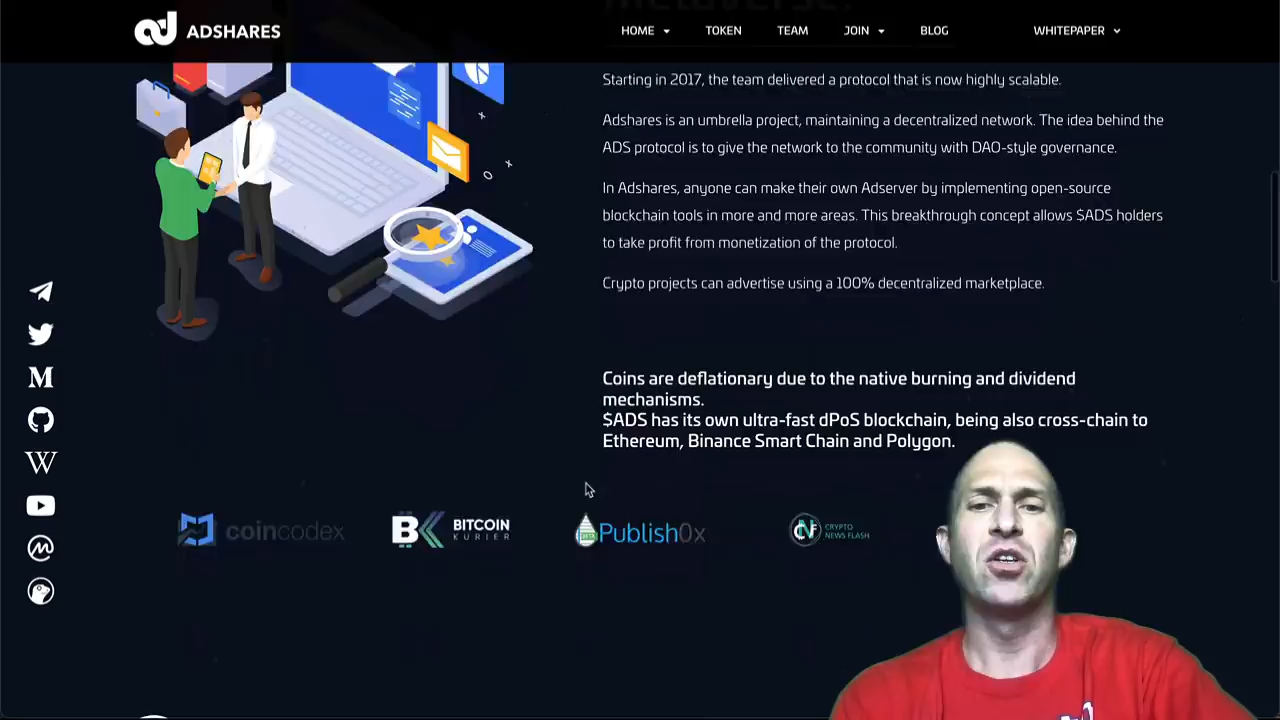 ADSHARES
HOME
TOKEN
TEAM
JOIN
BLOG
WHITEPAPER
Metaverse.
Starting in 2017, the team delivered a protocol that is now highly scalable.
Adshares is an umbrella project, maintaining a decentralized network. The idea behind the
ADS protocol is to give the network to the community with DAO-style governance.
In Adshares, anyone can make their own Adserver by implementing open-source
blockchain tools in more and more areas. This breakthrough concept allows $ADS holders
to take profit from monetization of the protocol.
Crypto projects can advertise using a 100% decentralized marketplace.
Coins are deflationary due to the native burning and dividend
mechanisms.
$ADS has its own ultra-fast dPoS blockchain, being also cross-chain to
Ethereum, Binance Smart Chain and Polygon.
coincodex
BITCOIN
KURIER
Publish0x
CRYPTO
NEWS FLASH